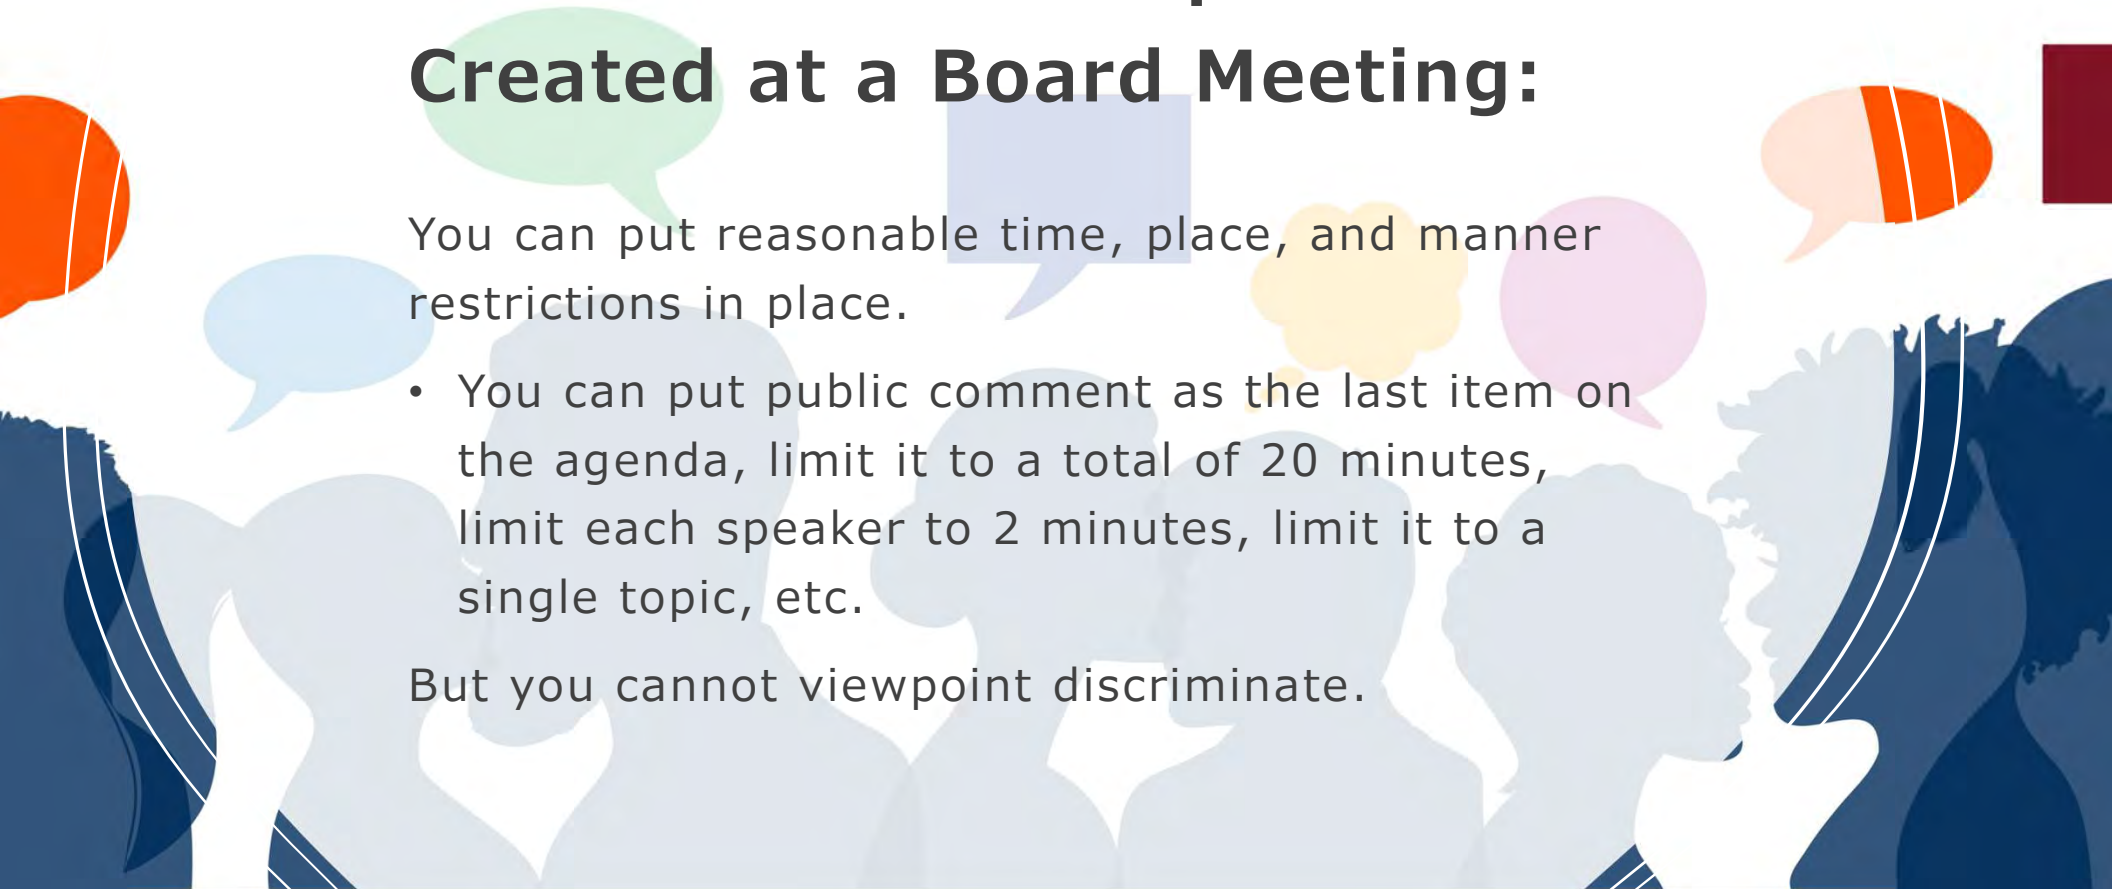 Created at a Board Meeting:
You can put reasonable time, place, and manner
restrictions in place.
• You can put public comment as the last item on
the agenda, limit it to a total of 20 minutes,
limit each speaker to 2 minutes, limit it to a
single topic, etc.
But you cannot viewpoint discriminate.